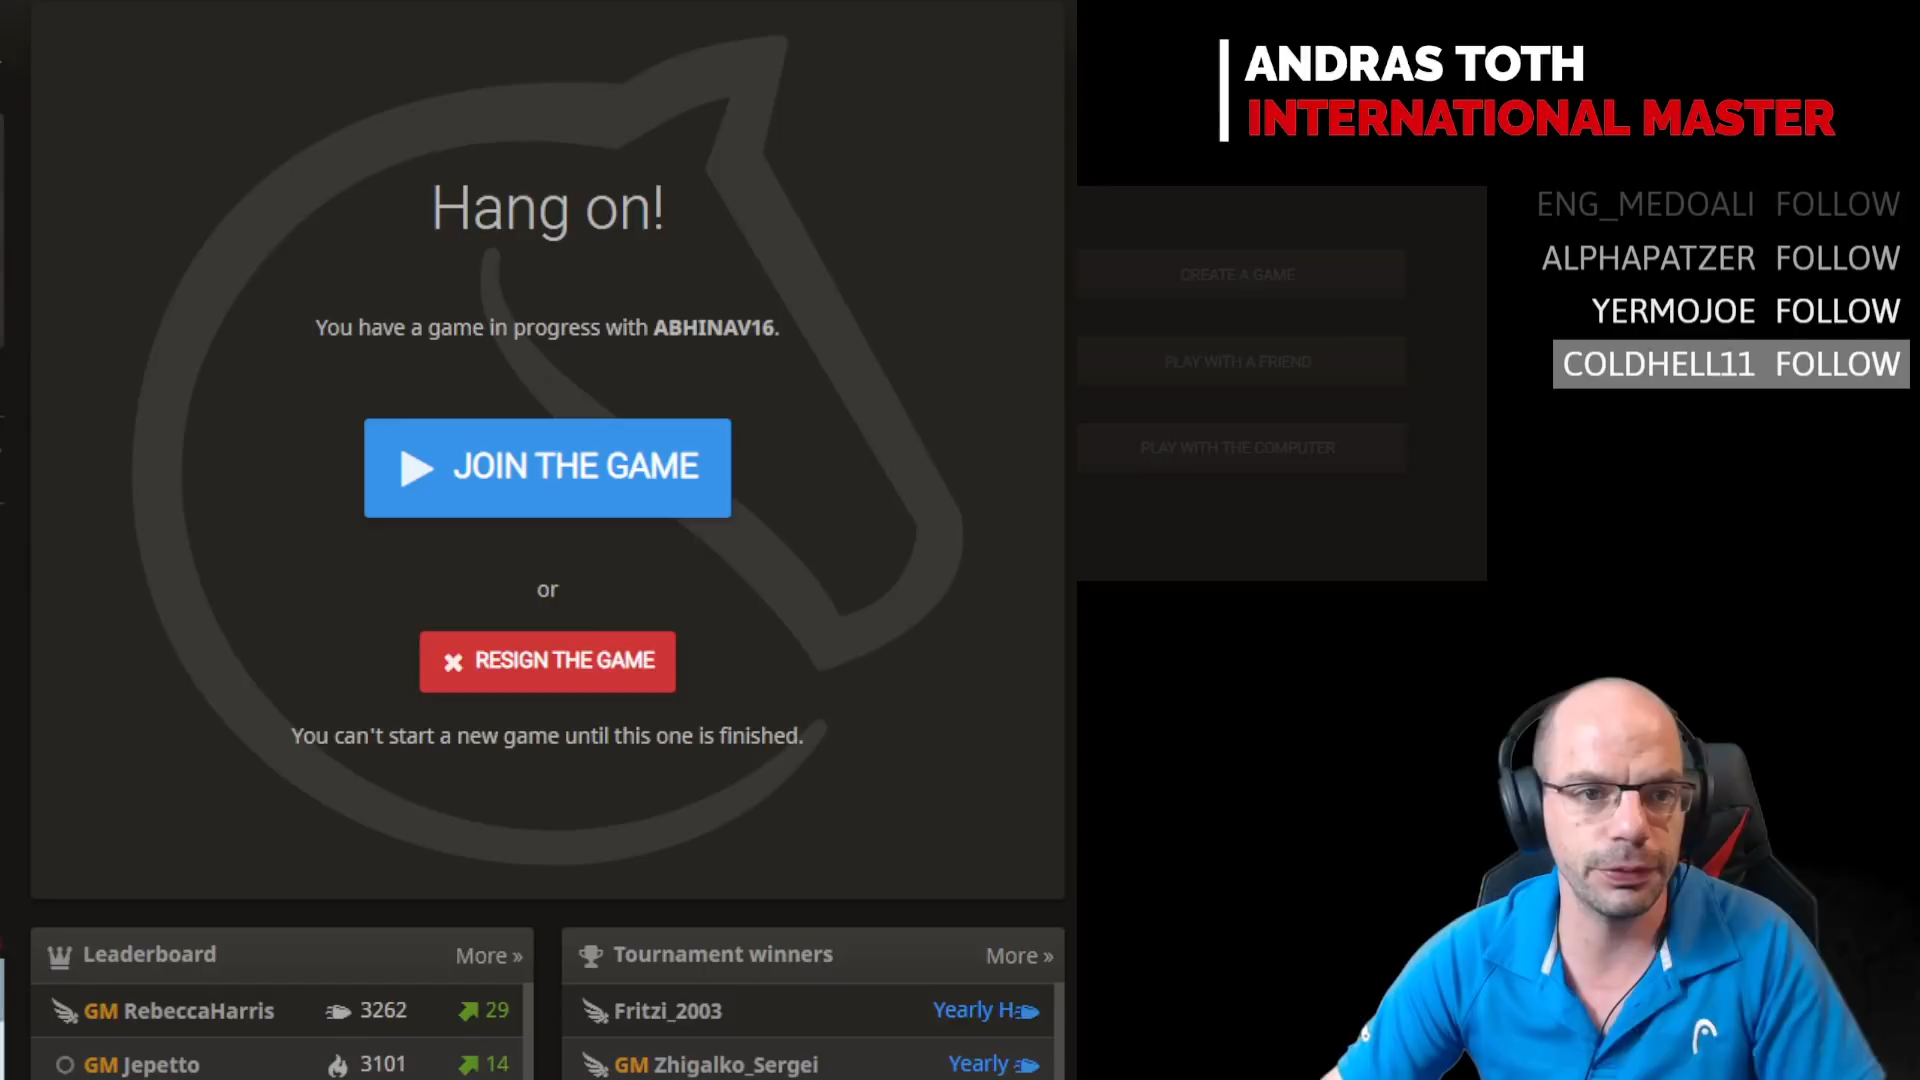 ANDRAS TOTH
INTERNATIONAL MASTER
Hang on!
You have a game in progress with ABHINAV16.
JOIN THE GAME
or
RESIGN THE GAME
You can't start a new game until this one is finished.
CREATE A GAME
PLAY WITH A FRIEND
PLAY WITH THE COMPUTER
ENG_MEDOALI FOLLOW
ALPHAPATZER FOLLOW
YERMOJOE FOLLOW
COLDHELL11 FOLLOW
Leaderboard More »
GM RebeccaHarris 3262 29
GM Jepetto 3101 14
Tournament winners More »
Fritzi_2003 Yearly H
GM Zhigalko_Sergei Yearly